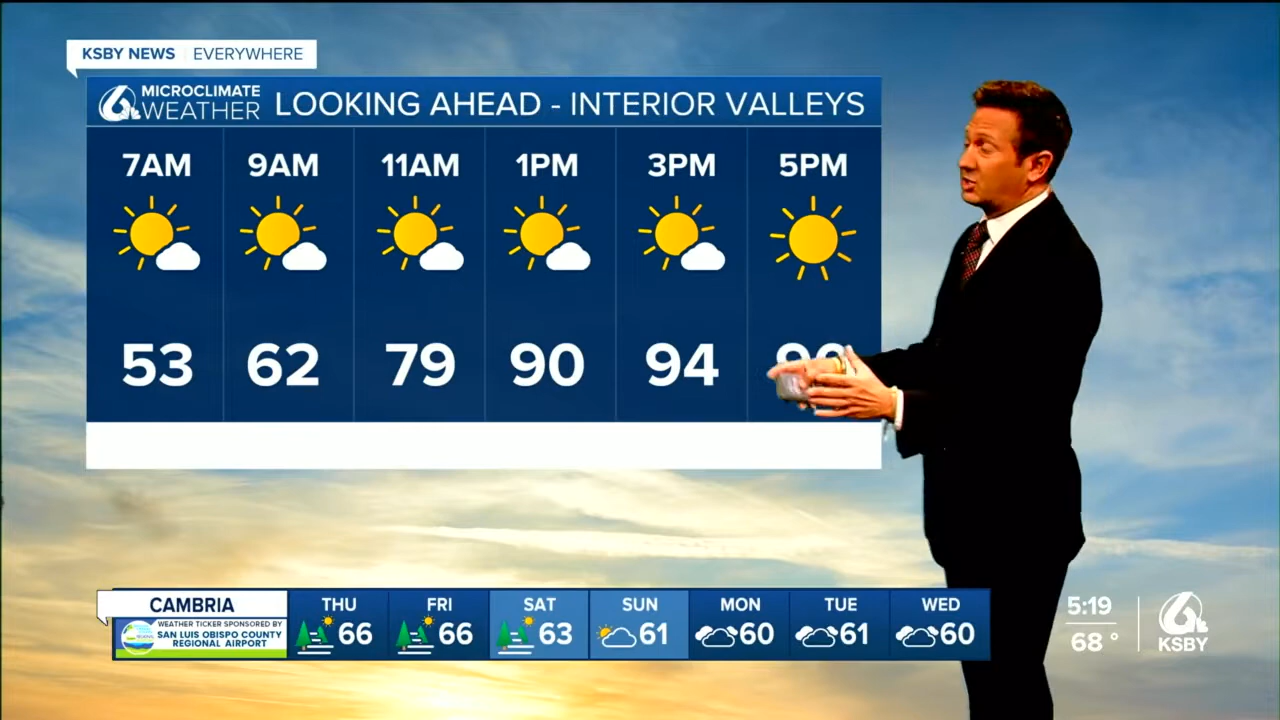 KSBY NEWS EVERYWHERE
MICROCLIMATE
WEATHER
LOOKING AHEAD - INTERIOR VALLEYS
7AM 9AM 11AM 1PM 3PM 5PM
53 62 79 90 94
CAMBRIA
WEATHER TICKER SPONSORED BY
SAN LUIS OBISPO COUNTY
REGIONAL AIRPORT
THU FRI SAT SUN MON TUE WED
66 66 63 61 60 61 60
5:19
68°
6
KSBY